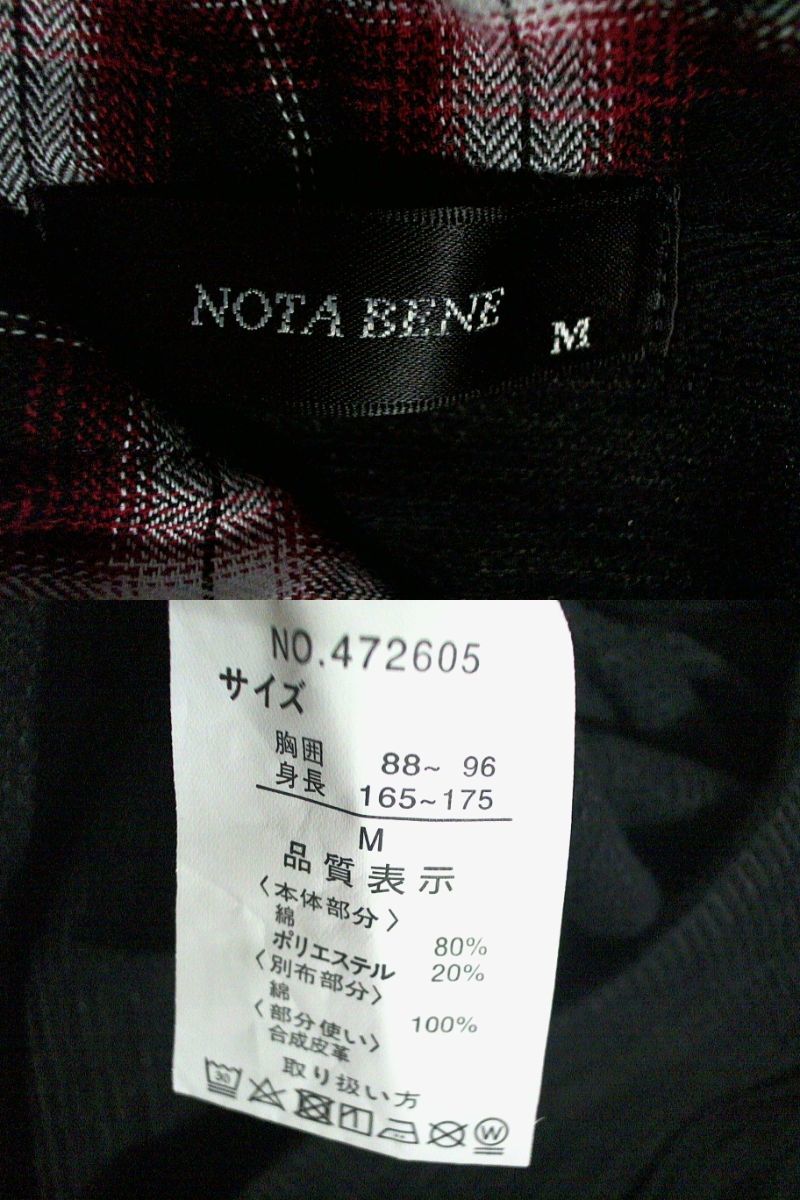 NOTA BENE M
NO.472605
サイズ
胸囲 88~ 96
身長 165~175
M
品質表示
〈本体部分〉
綿 80%
ポリエステル 20%
〈別布部分〉
綿 100%
〈部分使い〉
合成皮革
取り扱い方
30
W